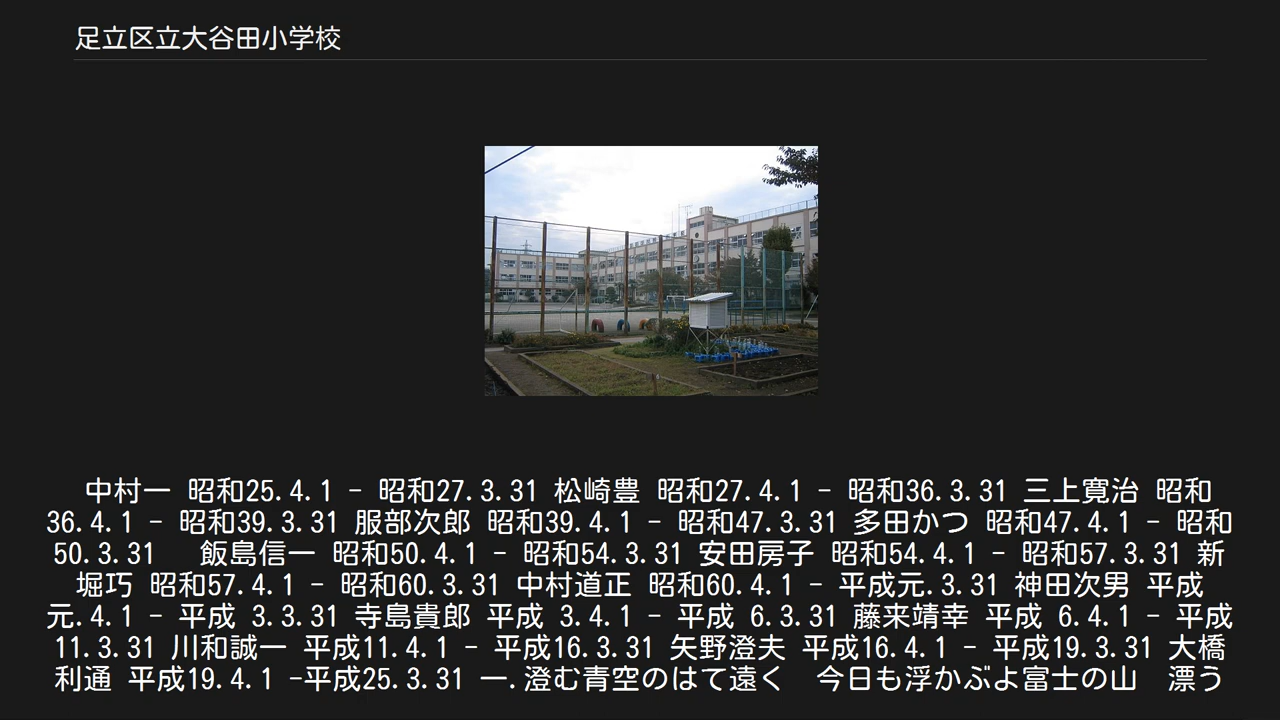 足立区立大谷田小学校
中村一 昭和25.4.1 - 昭和27.3.31 松崎豊 昭和27.4.1 - 昭和36.3.31 三上寛治 昭和
36.4.1 - 昭和39.3.31 服部次郎 昭和39.4.1 - 昭和47.3.31 多田かつ 昭和47.4.1 - 昭和
50.3.31　 飯島信一 昭和50.4.1 - 昭和54.3.31 安田房子 昭和54.4.1 - 昭和57.3.31 新
堀巧 昭和57.4.1 - 昭和60.3.31 中村道正 昭和60.4.1 - 平成元.3.31 神田次男 平成
元.4.1 - 平成 3.3.31 寺島貴郎 平成 3.4.1 - 平成 6.3.31 藤来靖幸 平成 6.4.1 - 平成
11.3.31 川和誠一 平成11.4.1 - 平成16.3.31 矢野澄夫 平成16.4.1 - 平成19.3.31 大橋
利通 平成19.4.1 -平成25.3.31 一.澄む青空のはて遠く　今日も浮かぶよ富士の山　漂う